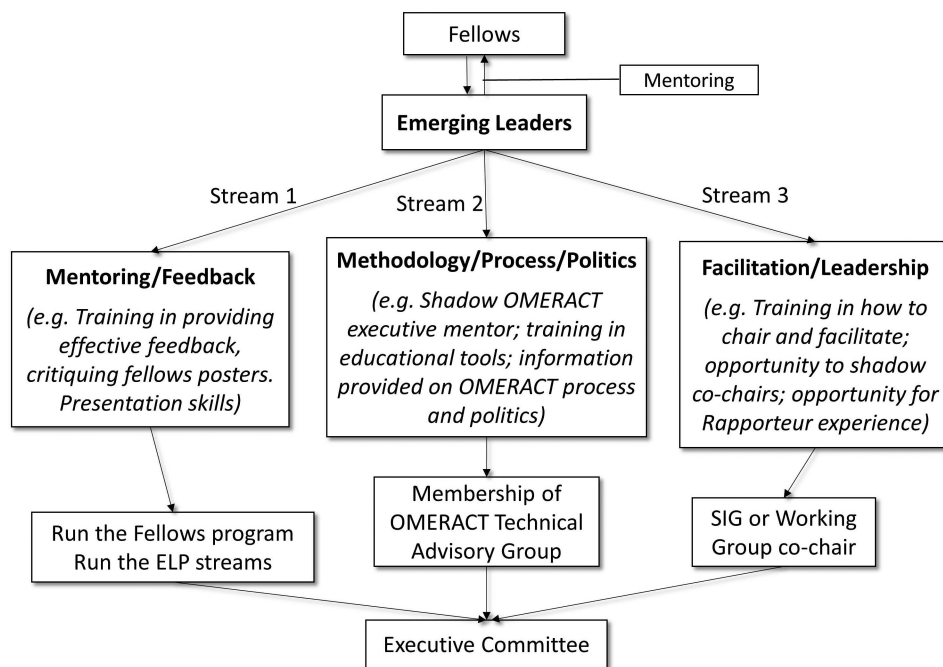 Fellows
Mentoring
Emerging Leaders
Stream 1
Stream 2
Stream 3
Mentoring/Feedback
(e.g. Training in providing
effective feedback,
critiquing fellows posters.
Presentation skills)
Methodology/Process/Politics
(e.g. Shadow OMERACT
executive mentor; training in
educational tools; information
provided on OMERACT process
and politics)
Facilitation/Leadership
(e.g. Training in how to
chair and facilitate;
opportunity to shadow
co-chairs; opportunity for
Rapporteur experience)
Run the Fellows program
Run the ELP streams
Membership of
OMERACT Technical
Advisory Group
SIG or Working
Group co-chair
Executive Committee